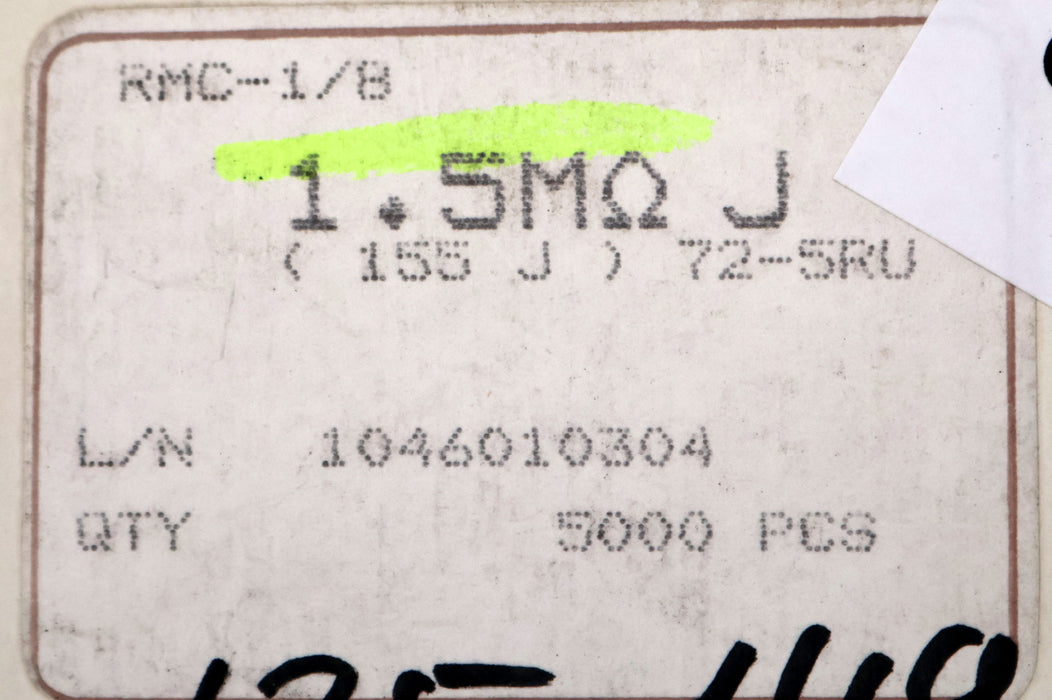 RMC-1/8
1.5MΩ J
( 155 J ) 72-5RU
L/N 1046010304
QTY 5000 PCS